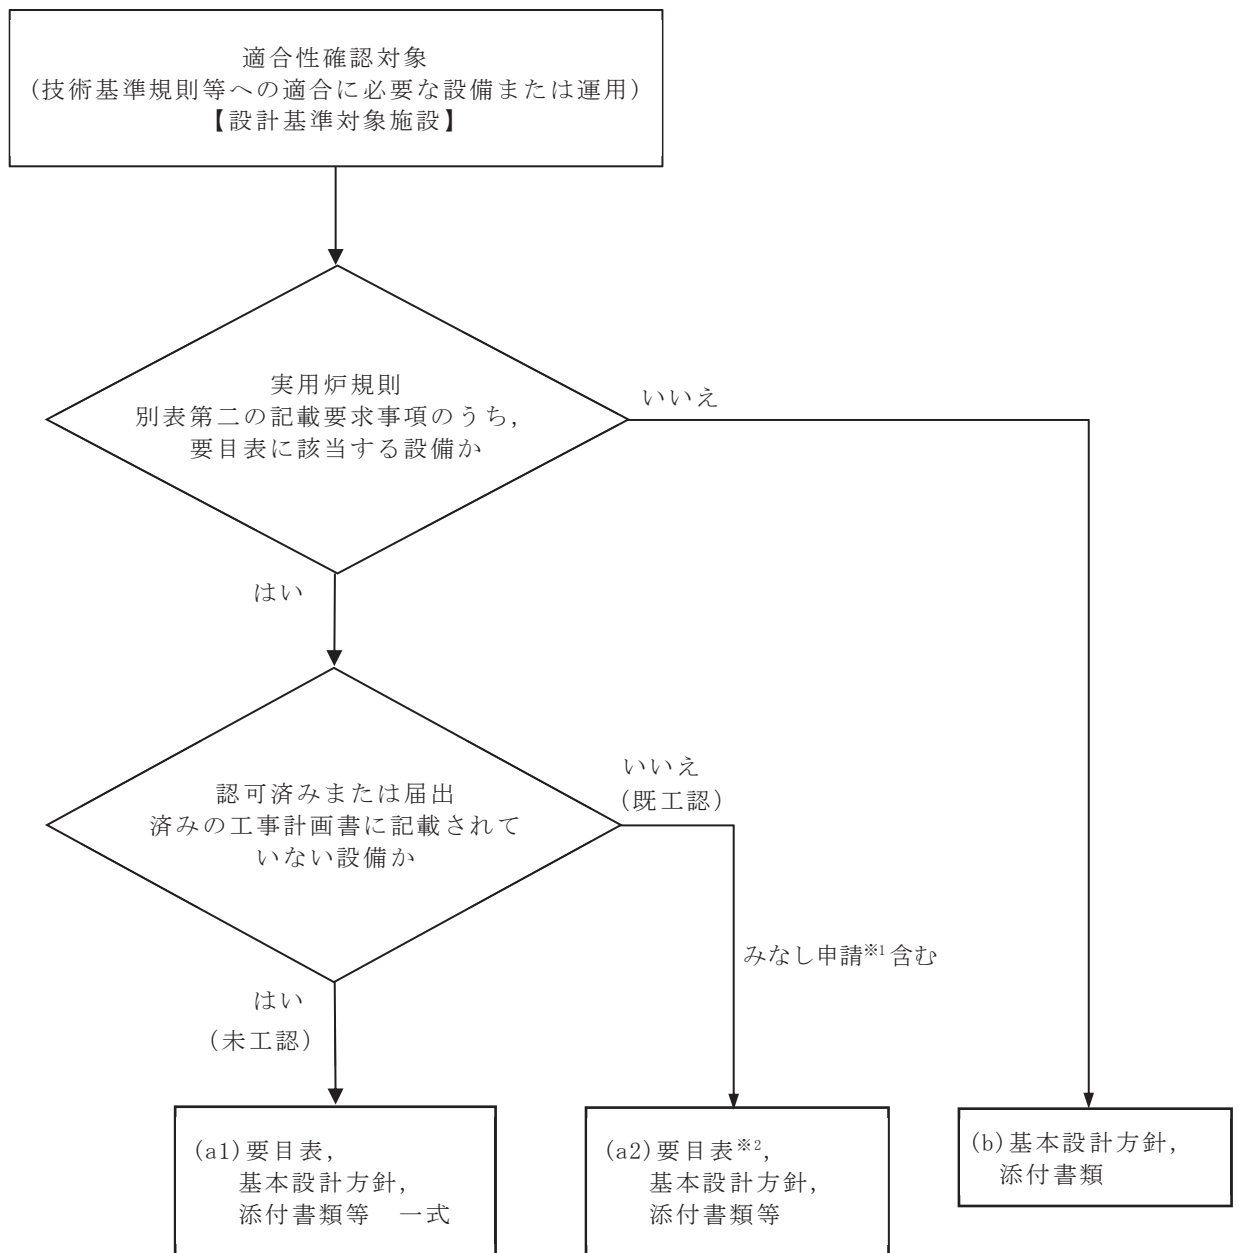 適合性確認対象
(技術基準規則等への適合に必要な設備または運用)
【設計基準対象施設】
実用炉規則
別表第二の記載要求事項のうち,
要目表に該当する設備か
いいえ
はい
認可済みまたは届出
済みの工事計画書に記載されて
いない設備か
いいえ
(既工認)
みなし申請※1含む
はい
(未工認)
(a1)要目表,
基本設計方針,
添付書類等　一式
(a2)要目表※2,
基本設計方針,
添付書類等
(b)基本設計方針,
添付書類